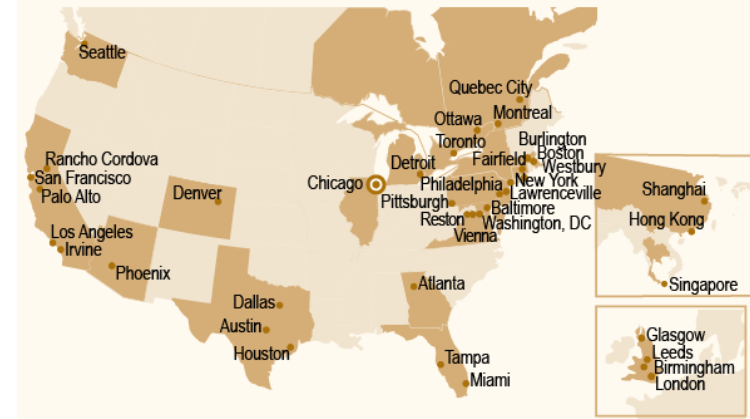 Seattle
Quebec City
Montreal
Ottawa
Toronto
Burlington
Boston
Fairfield
Westbury
Detroit
Chicago
Philadelphia
New York
Lawrenceville
Pittsburgh
Baltimore
Reston
Washington, DC
Vienna
Rancho Cordova
San Francisco
Palo Alto
Denver
Los Angeles
Irvine
Phoenix
Dallas
Austin
Houston
Atlanta
Tampa
Miami
Shanghai
Hong Kong
Singapore
Glasgow
Leeds
Birmingham
London